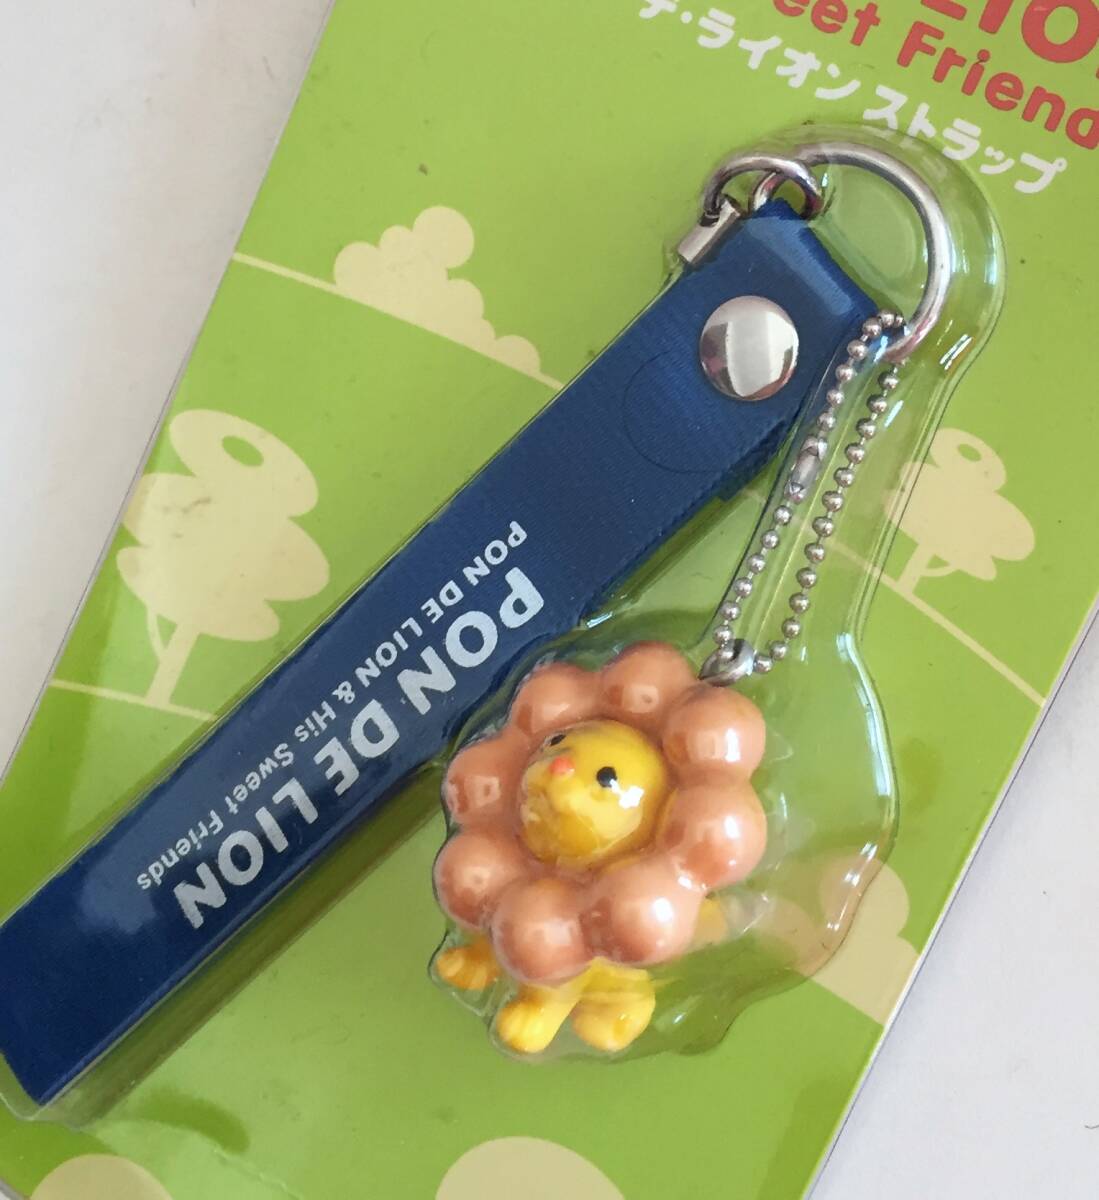 LION
eet Friend
デ・ライオン ストラップ
PON DE LION
PON DE LION & His Sweet Friends